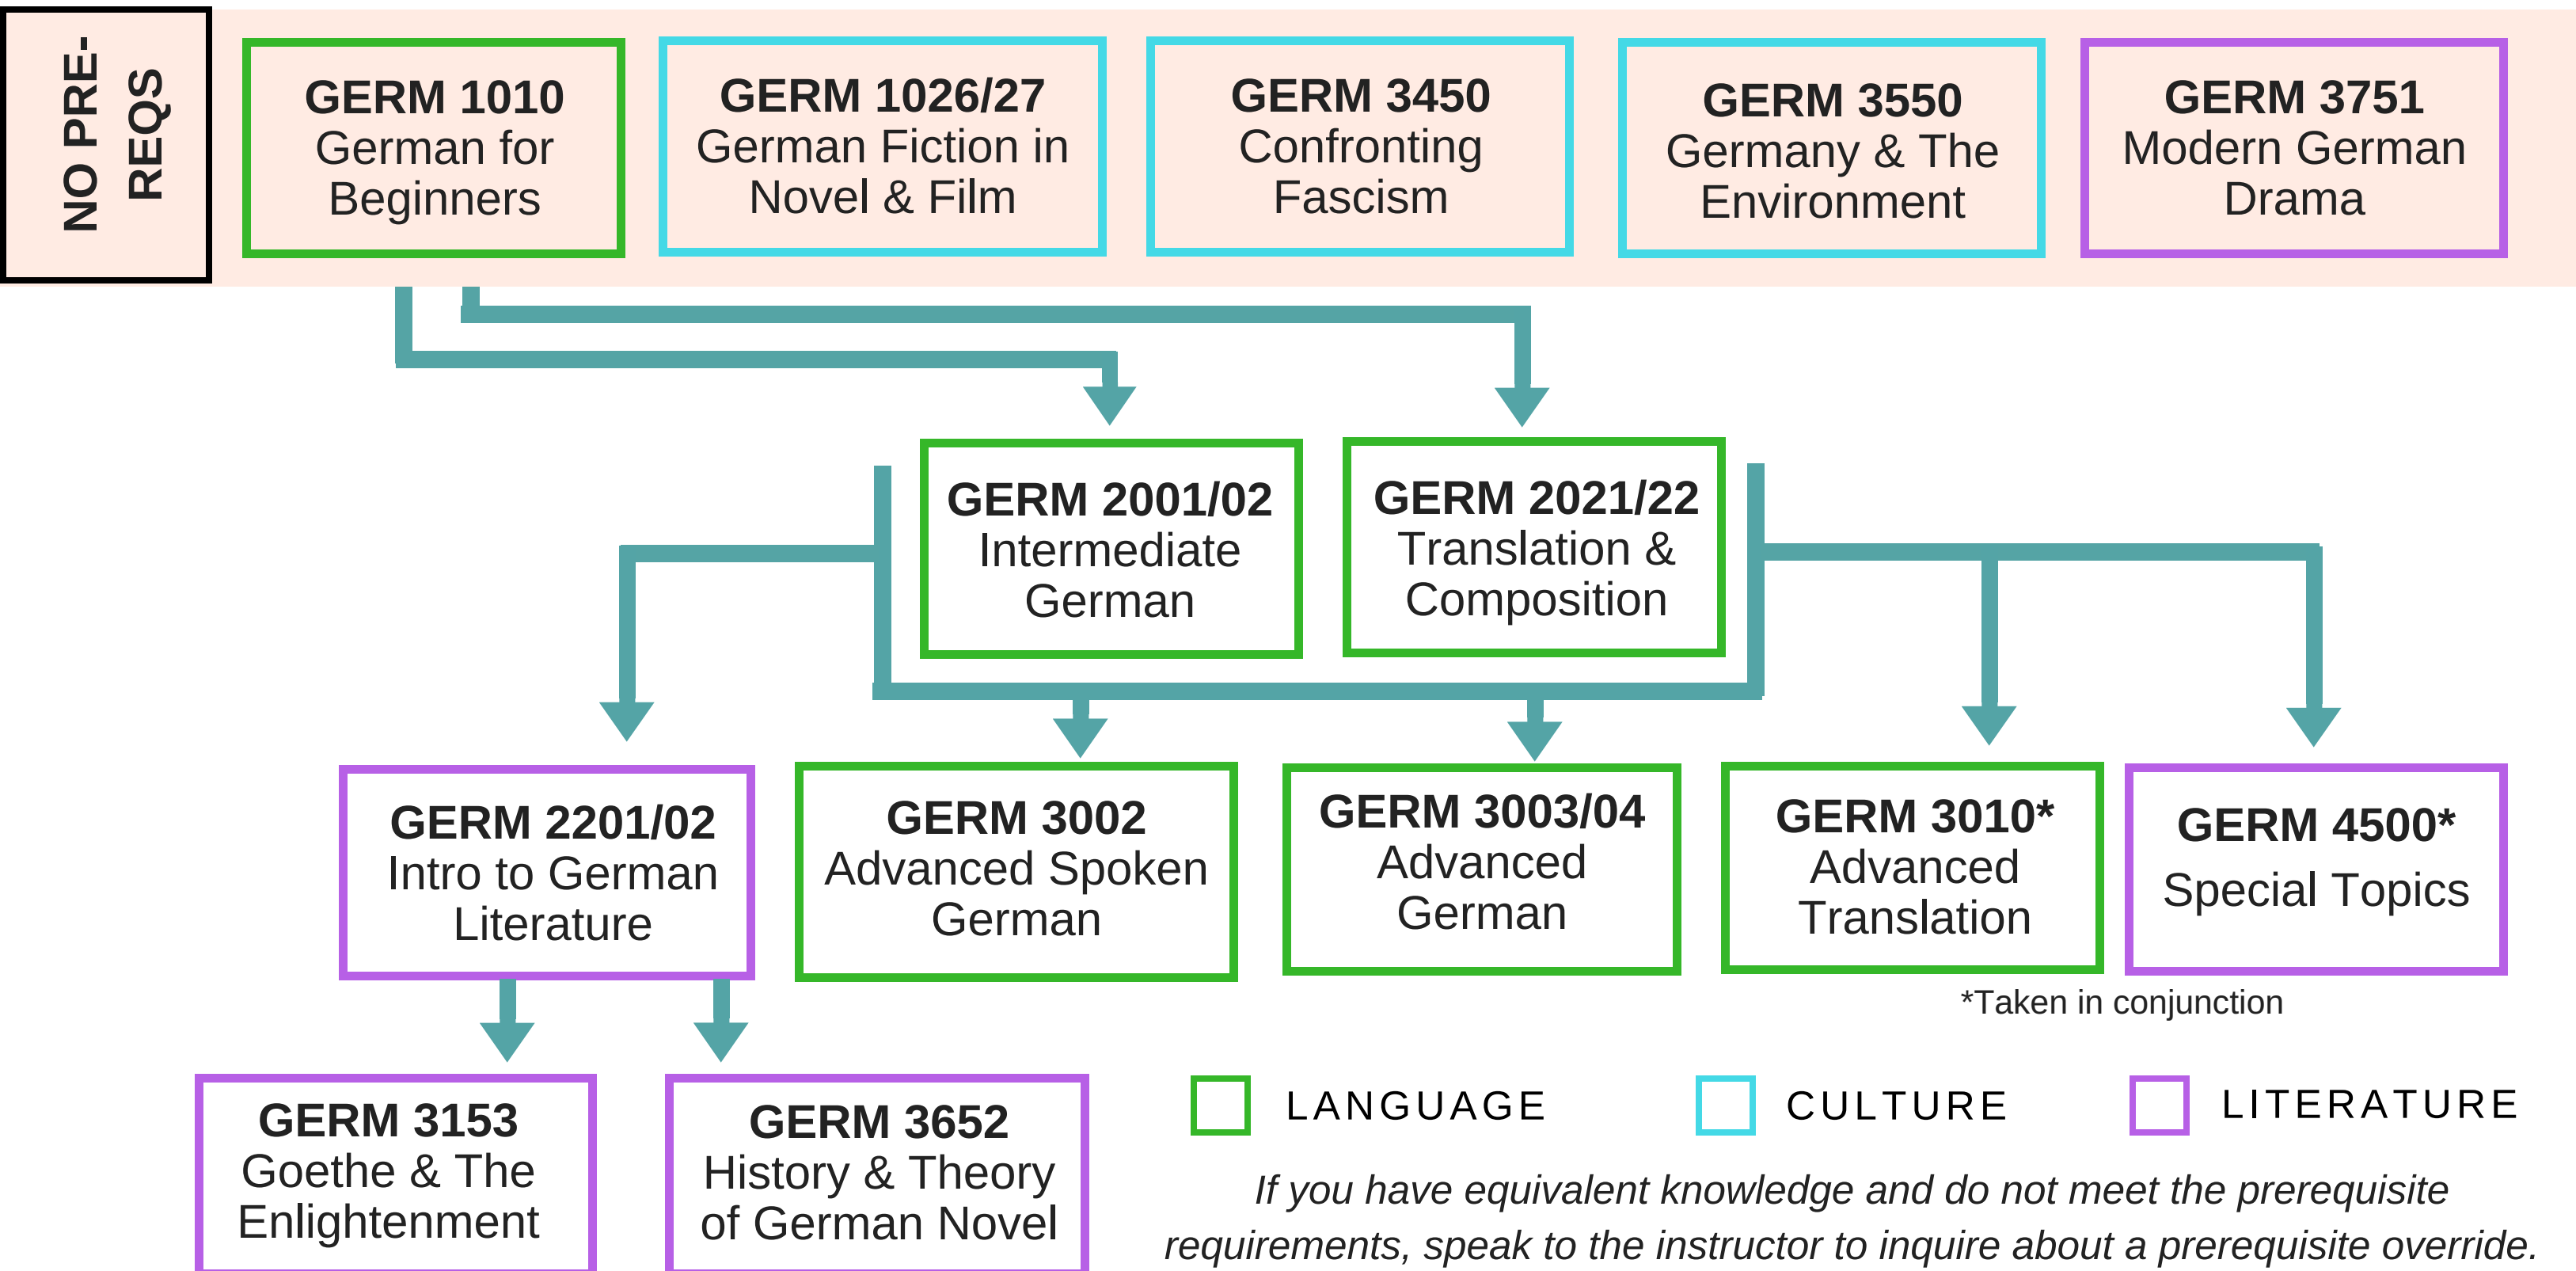 NO PRE-
REQS
GERM 1010
German for
Beginners
GERM 1026/27
German Fiction in
Novel & Film
GERM 3450
Confronting
Fascism
GERM 3550
Germany & The
Environment
GERM 3751
Modern German
Drama
GERM 2001/02
Intermediate
German
GERM 2021/22
Translation &
Composition
GERM 2201/02
Intro to German
Literature
GERM 3002
Advanced Spoken
German
GERM 3003/04
Advanced
German
GERM 3010*
Advanced
Translation
GERM 4500*
Special Topics
*Taken in conjunction
GERM 3153
Goethe & The
Enlightenment
GERM 3652
History & Theory
of German Novel
LANGUAGE
CULTURE
LITERATURE
If you have equivalent knowledge and do not meet the prerequisite
requirements, speak to the instructor to inquire about a prerequisite override.